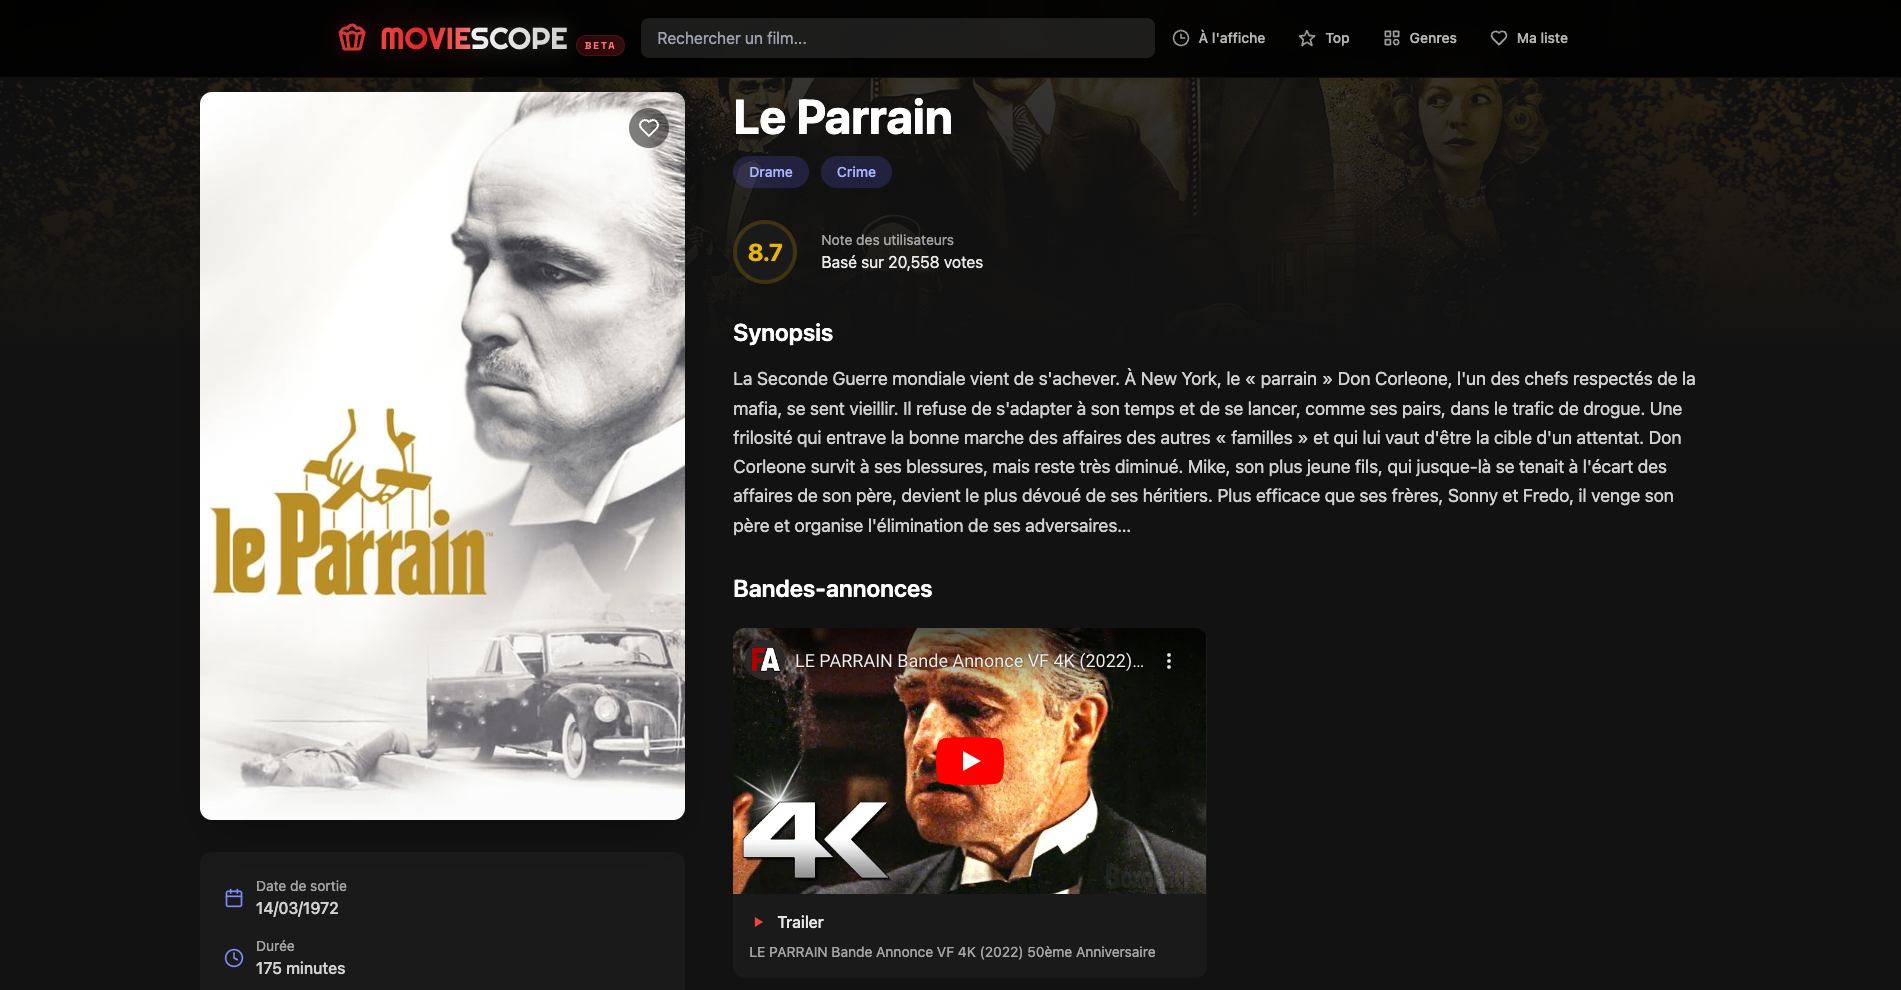 MOVIESCOPE BETA
Rechercher un film...
À l'affiche
Top
Genres
Ma liste
le Parrain™
Le Parrain
Drame
Crime
8.7
Note des utilisateurs
Basé sur 20,558 votes
Synopsis
La Seconde Guerre mondiale vient de s'achever. À New York, le « parrain » Don Corleone, l'un des chefs respectés de la
mafia, se sent vieillir. Il refuse de s'adapter à son temps et de se lancer, comme ses pairs, dans le trafic de drogue. Une
frilosité qui entrave la bonne marche des affaires des autres « familles » et qui lui vaut d'être la cible d'un attentat. Don
Corleone survit à ses blessures, mais reste très diminué. Mike, son plus jeune fils, qui jusque-là se tenait à l'écart des
affaires de son père, devient le plus dévoué de ses héritiers. Plus efficace que ses frères, Sonny et Fredo, il venge son
père et organise l'élimination de ses adversaires...
Bandes-annonces
FA
LE PARRAIN Bande Annonce VF 4K (2022)...
4K
Trailer
LE PARRAIN Bande Annonce VF 4K (2022) 50ème Anniversaire
Date de sortie
14/03/1972
Durée
175 minutes